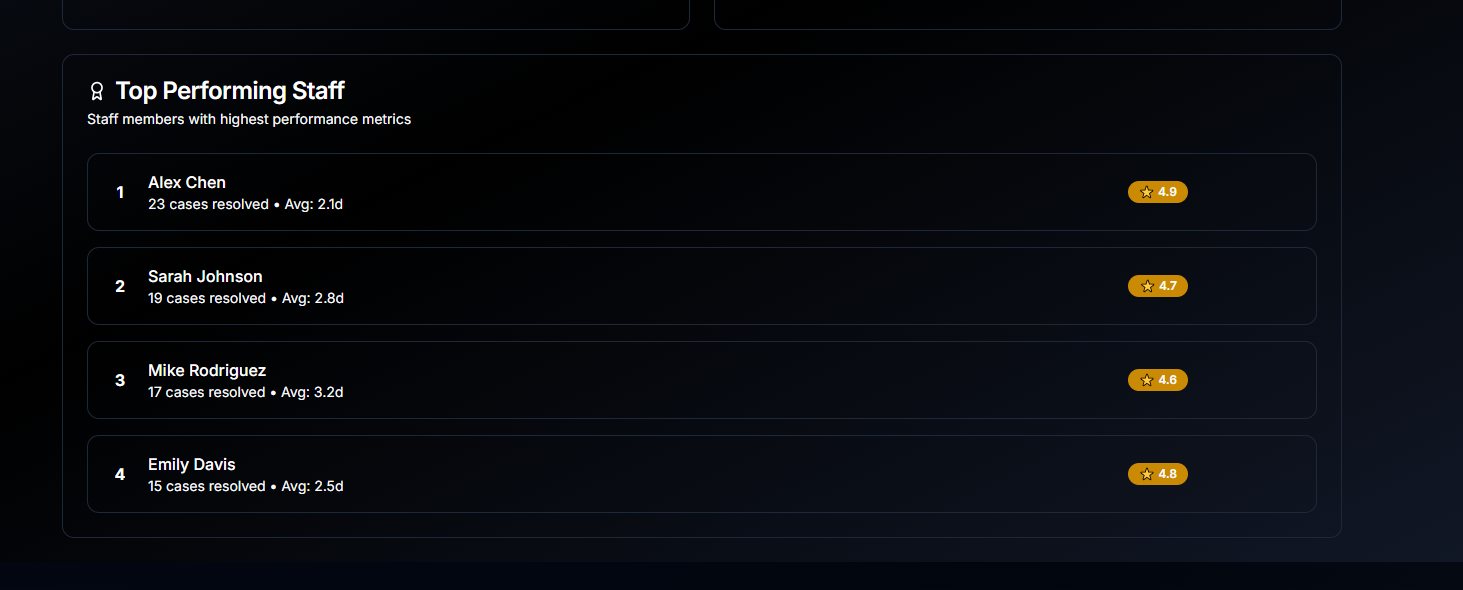 Top Performing Staff
Staff members with highest performance metrics
1
Alex Chen
23 cases resolved • Avg: 2.1d
4.9
2
Sarah Johnson
19 cases resolved • Avg: 2.8d
4.7
3
Mike Rodriguez
17 cases resolved • Avg: 3.2d
4.6
4
Emily Davis
15 cases resolved • Avg: 2.5d
4.8